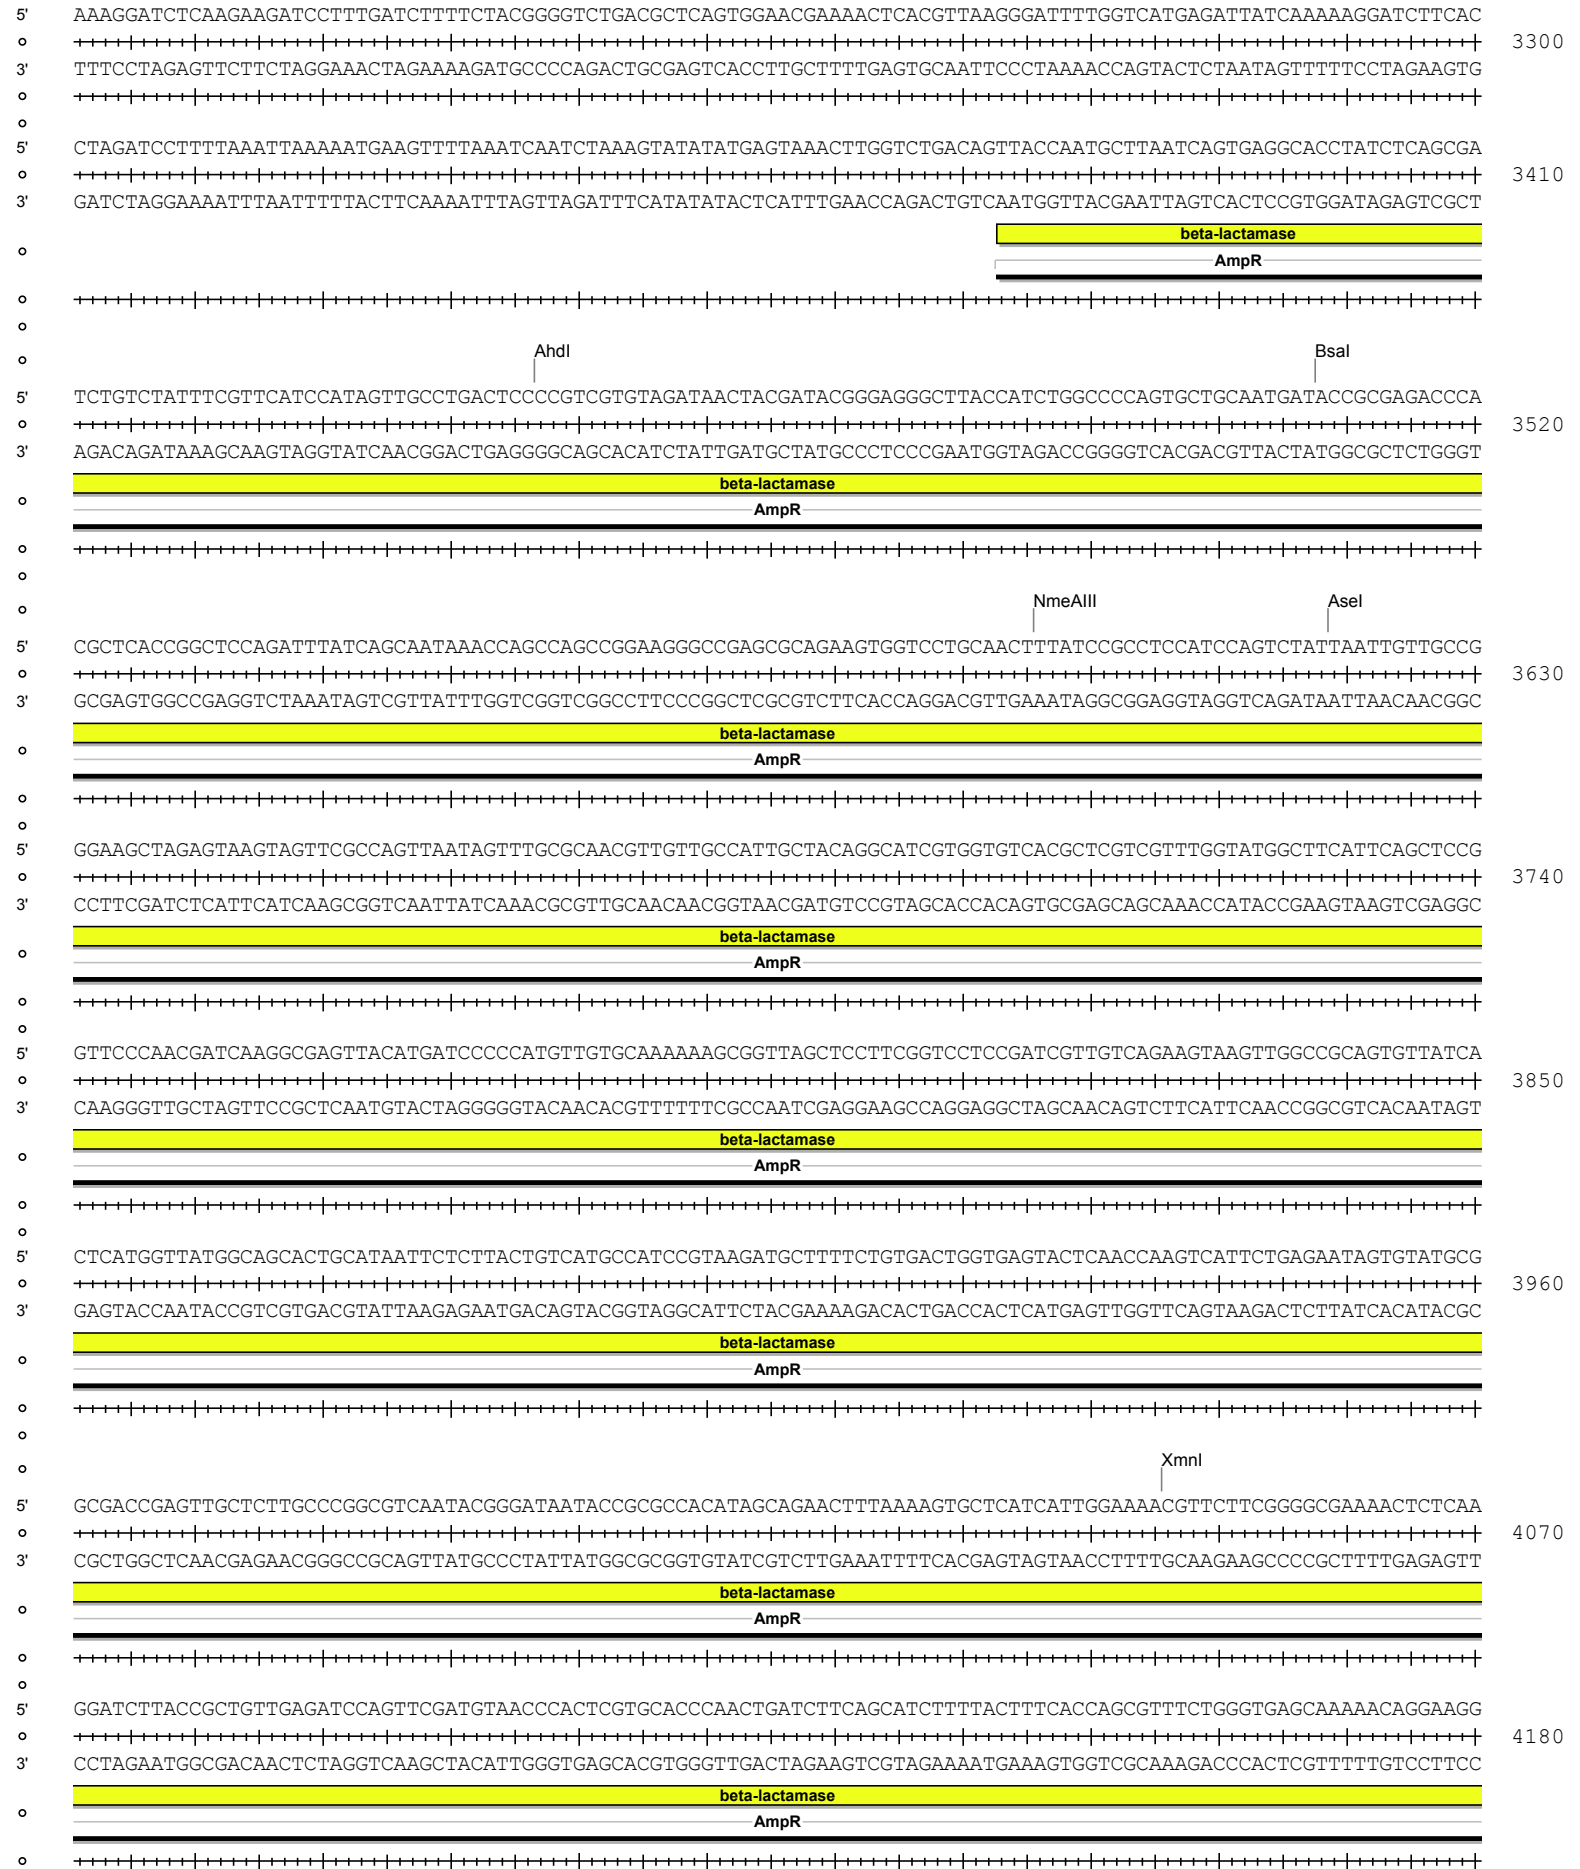 5' AAAGGATCTCAAGAAGATCCTTTGATCTTTTCTACGGGGTCTGACGCTCAGTGGAACGAAAACTCACGTTAAGGGATTTTGGTCATGAGATTATCAAAAAGGATCTTCAC
3300
3' TTTCCTAGAGTTCTTCTAGGAAACTAGAAAAGATGCCCCAGACTGCGAGTCACCTTGCTTTTGAGTGCAATTCCCTAAAACCAGTACTCTAATAGTTTTTCCTAGAAGTG
5' CTAGATCCTTTTAAATTAAAAATGAAGTTTTAAATCAATCTAAAGTATATATGAGTAAACTTGGTCTGACAGTTACCAATGCTTAATCAGTGAGGCACCTATCTCAGCGA
3410
3' GATCTAGGAAAATTTAATTTTTACTTCAAAATTTAGTTAGATTTCATATATACTCATTTGAACCAGACTGTCAATGGTTACGAATTAGTCACTCCGTGGATAGAGTCGCT
beta-lactamase
AmpR
AhdI BsaI
5' TCTGTCTATTTCGTTCATCCATAGTTGCCTGACTCCCCGTCGTGTAGATAACTACGATACGGGAGGGCTTACCATCTGGCCCCAGTGCTGCAATGATACCGCGAGACCCA
3520
3' AGACAGATAAAGCAAGTAGGTATCAACGGACTGAGGGGCAGCACATCTATTGATGCTATGCCCTCCCGAATGGTAGACCGGGGTCACGACGTTACTATGGCGCTCTGGGT
beta-lactamase
AmpR
NmeAIII AseI
5' CGCTCACCGGCTCCAGATTTATCAGCAATAAACCAGCCAGCCGGAAGGGCCGAGCGCAGAAGTGGTCCTGCAACTTTATCCGCCTCCATCCAGTCTATTAATTGTTGCCG
3630
3' GCGAGTGGCCGAGGTCTAAATAGTCGTTATTTGGTCGGTCGGCCTTCCCGGCTCGCGTCTTCACCAGGACGTTGAAATAGGCGGAGGTAGGTCAGATAATTAACAACGGC
beta-lactamase
AmpR
5' GGAAGCTAGAGTAAGTAGTTCGCCAGTTAATAGTTTGCGCAACGTTGTTGCCATTGCTACAGGCATCGTGGTGTCACGCTCGTCGTTTGGTATGGCTTCATTCAGCTCCG
3740
3' CCTTCGATCTCATTCATCAAGCGGTCAATTATCAAACGCGTTGCAACAACGGTAACGATGTCCGTAGCACCACAGTGCGAGCAGCAAACCATACCGAAGTAAGTCGAGGC
beta-lactamase
AmpR
5' GTTCCCAACGATCAAGGCGAGTTACATGATCCCCCATGTTGTGCAAAAAAGCGGTTAGCTCCTTCGGTCCTCCGATCGTTGTCAGAAGTAAGTTGGCCGCAGTGTTATCA
3850
3' CAAGGGTTGCTAGTTCCGCTCAATGTACTAGGGGGTACAACACGTTTTTTCGCCAATCGAGGAAGCCAGGAGGCTAGCAACAGTCTTCATTCAACCGGCGTCACAATAGT
beta-lactamase
AmpR
5' CTCATGGTTATGGCAGCACTGCATAATTCTCTTACTGTCATGCCATCCGTAAGATGCTTTTCTGTGACTGGTGAGTACTCAACCAAGTCATTCTGAGAATAGTGTATGCG
3960
3' GAGTACCAATACCGTCGTGACGTATTAAGAGAATGACAGTACGGTAGGCATTCTACGAAAAGACACTGACCACTCATGAGTTGGTTCAGTAAGACTCTTATCACATACGC
beta-lactamase
AmpR
XmnI
5' GCGACCGAGTTGCTCTTGCCCGGCGTCAATACGGGATAATACCGCGCCACATAGCAGAACTTTAAAAGTGCTCATCATTGGAAAACGTTCTTCGGGGCGAAAACTCTCAA
4070
3' CGCTGGCTCAACGAGAACGGGCCGCAGTTATGCCCTATTATGGCGCGGTGTATCGTCTTGAAATTTTCACGAGTAGTAACCTTTTGCAAGAAGCCCCGCTTTTGAGAGTT
beta-lactamase
AmpR
5' GGATCTTACCGCTGTTGAGATCCAGTTCGATGTAACCCACTCGTGCACCCAACTGATCTTCAGCATCTTTTACTTTCACCAGCGTTTCTGGGTGAGCAAAAACAGGAAGG
4180
3' CCTAGAATGGCGACAACTCTAGGTCAAGCTACATTGGGTGAGCACGTGGGTTGACTAGAAGTCGTAGAAAATGAAAGTGGTCGCAAAGACCCACTCGTTTTTGTCCTTCC
beta-lactamase
AmpR